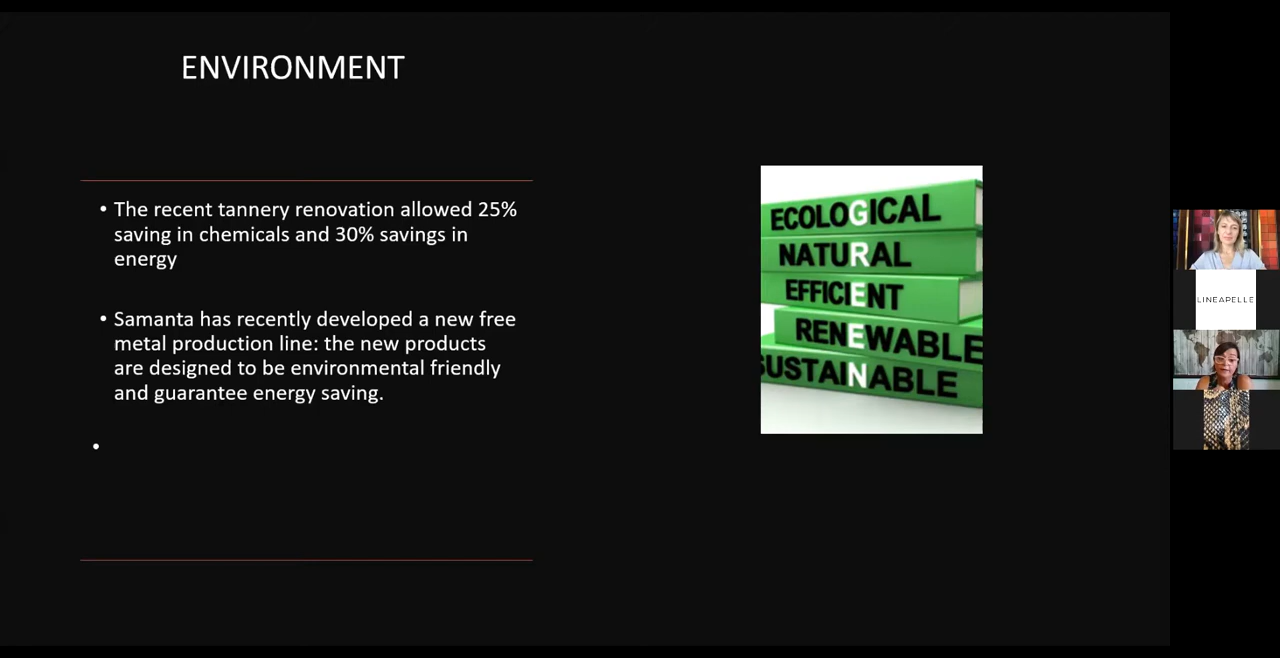 ENVIRONMENT
• The recent tannery renovation allowed 25%
saving in chemicals and 30% savings in
energy
• Samanta has recently developed a new free
metal production line: the new products
are designed to be environmental friendly
and guarantee energy saving.
•
ECOLOGICAL
NATURAL
EFFICIENT
RENEWABLE
SUSTAINABLE
LINEAPELLE